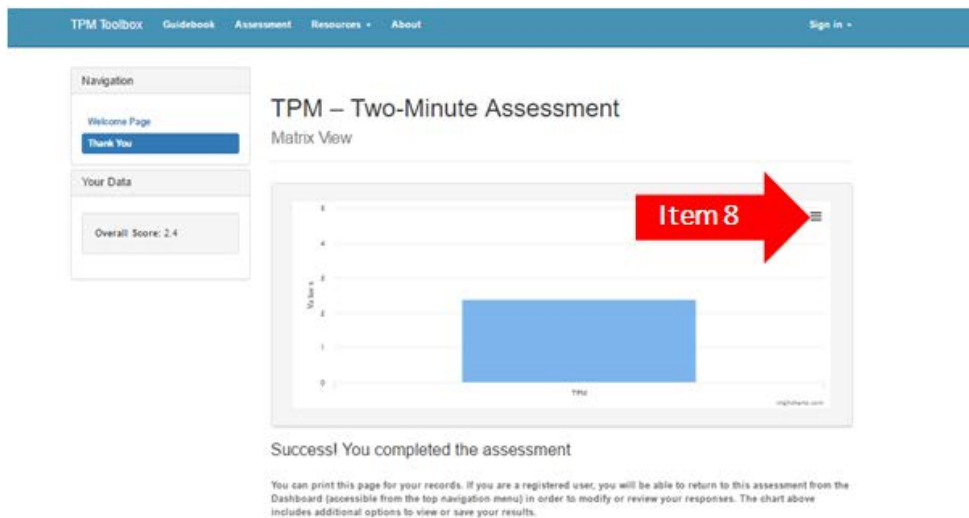 TPM Toolbox Guidebook Assessment Resources About Sign in
Navigation
Welcome Page
Thank You
Your Data
Overall Score: 2.4
TPM – Two-Minute Assessment
Matrix View
Item 8
5
4
3
2
1
0
Values
TPM
Highcharts.com
Success! You completed the assessment
You can print this page for your records. If you are a registered user, you will be able to return to this assessment from the
Dashboard (accessible from the top navigation menu) in order to modify or review your responses. The chart above
includes additional options to view or save your results.